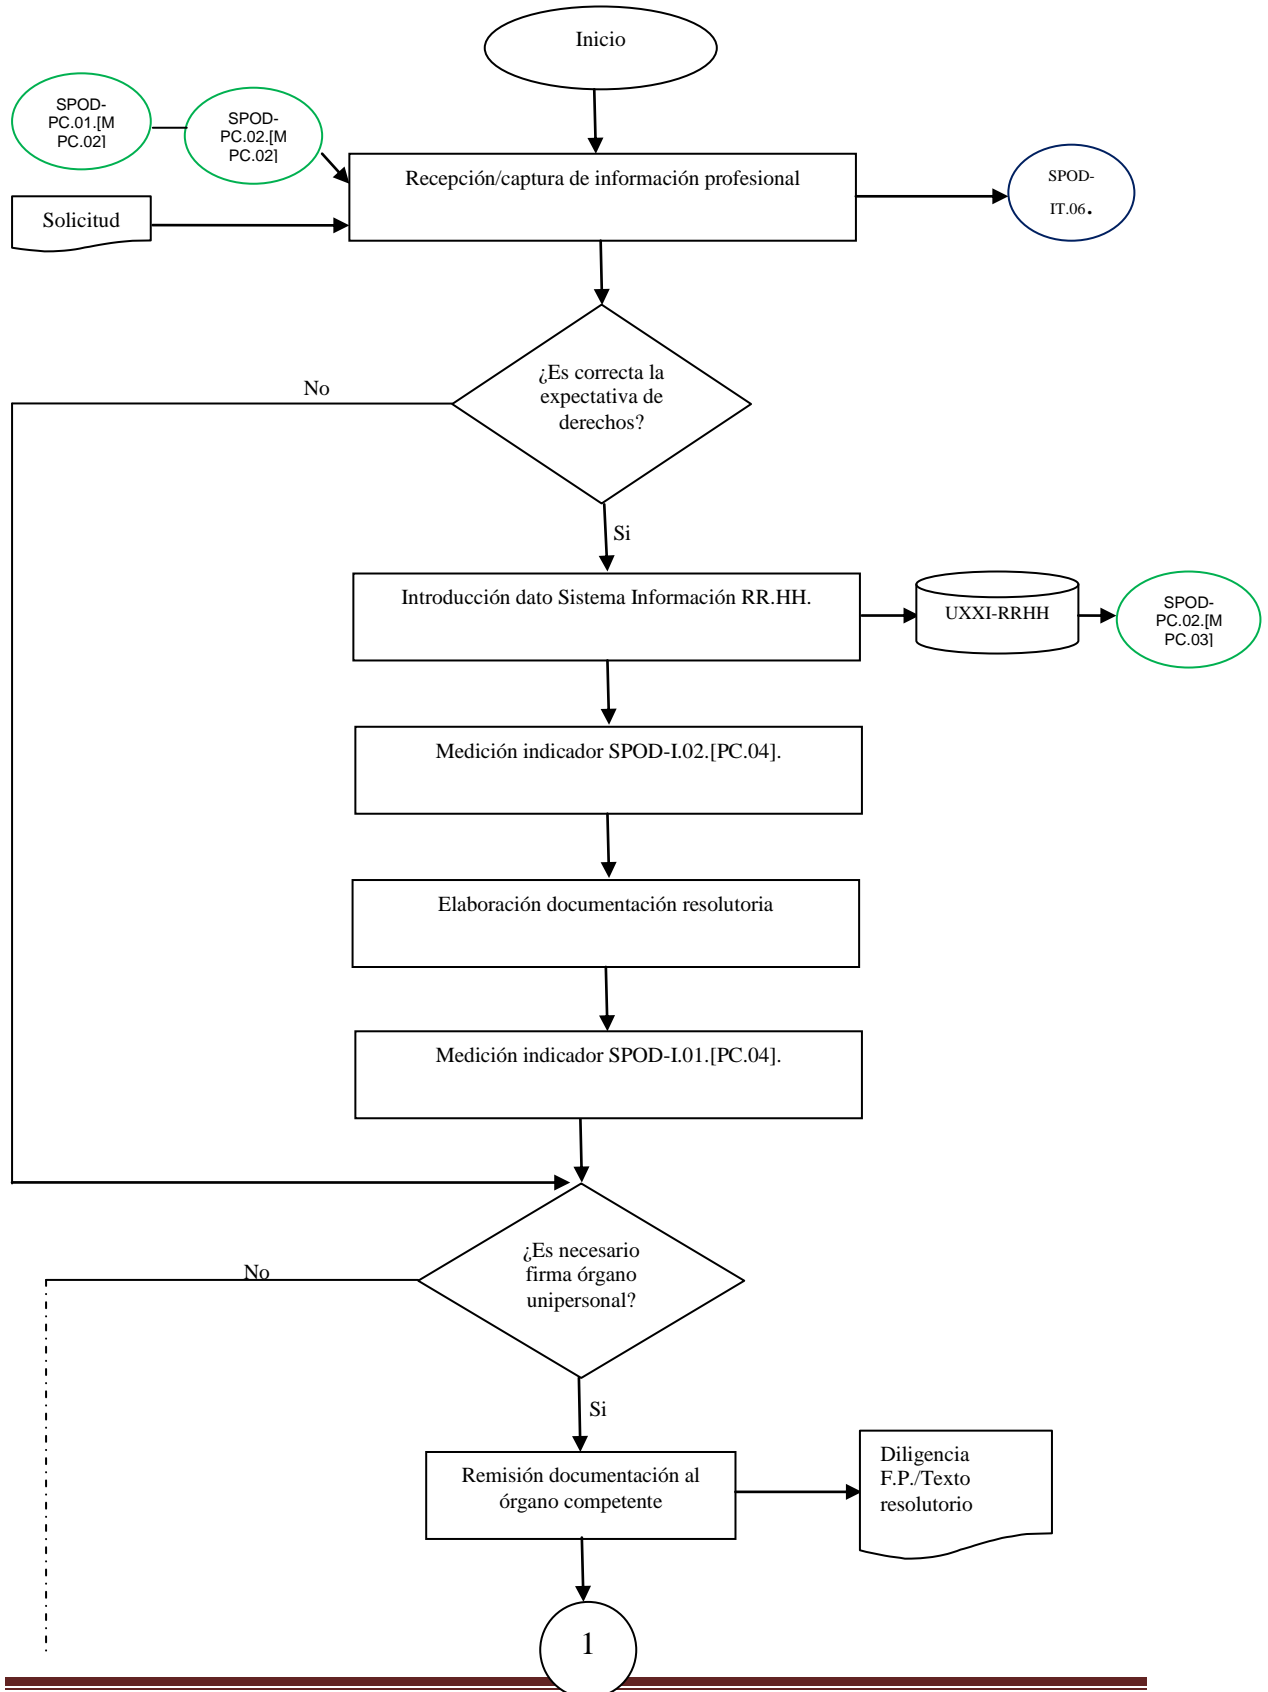 Inicio
SPOD-
PC.01.[M
PC.02]
SPOD-
PC.02.[M
PC.02]
Recepción/captura de información profesional
SPOD-
IT.06.
Solicitud
¿Es correcta la
expectativa de
derechos?
No
Si
Introducción dato Sistema Información RR.HH.
UXXI-RRHH
SPOD-
PC.02.[M
PC.03]
Medición indicador SPOD-I.02.[PC.04].
Elaboración documentación resolutoria
Medición indicador SPOD-I.01.[PC.04].
¿Es necesario
firma órgano
unipersonal?
No
Si
Remisión documentación al
órgano competente
Diligencia
F.P./Texto
resolutorio
1